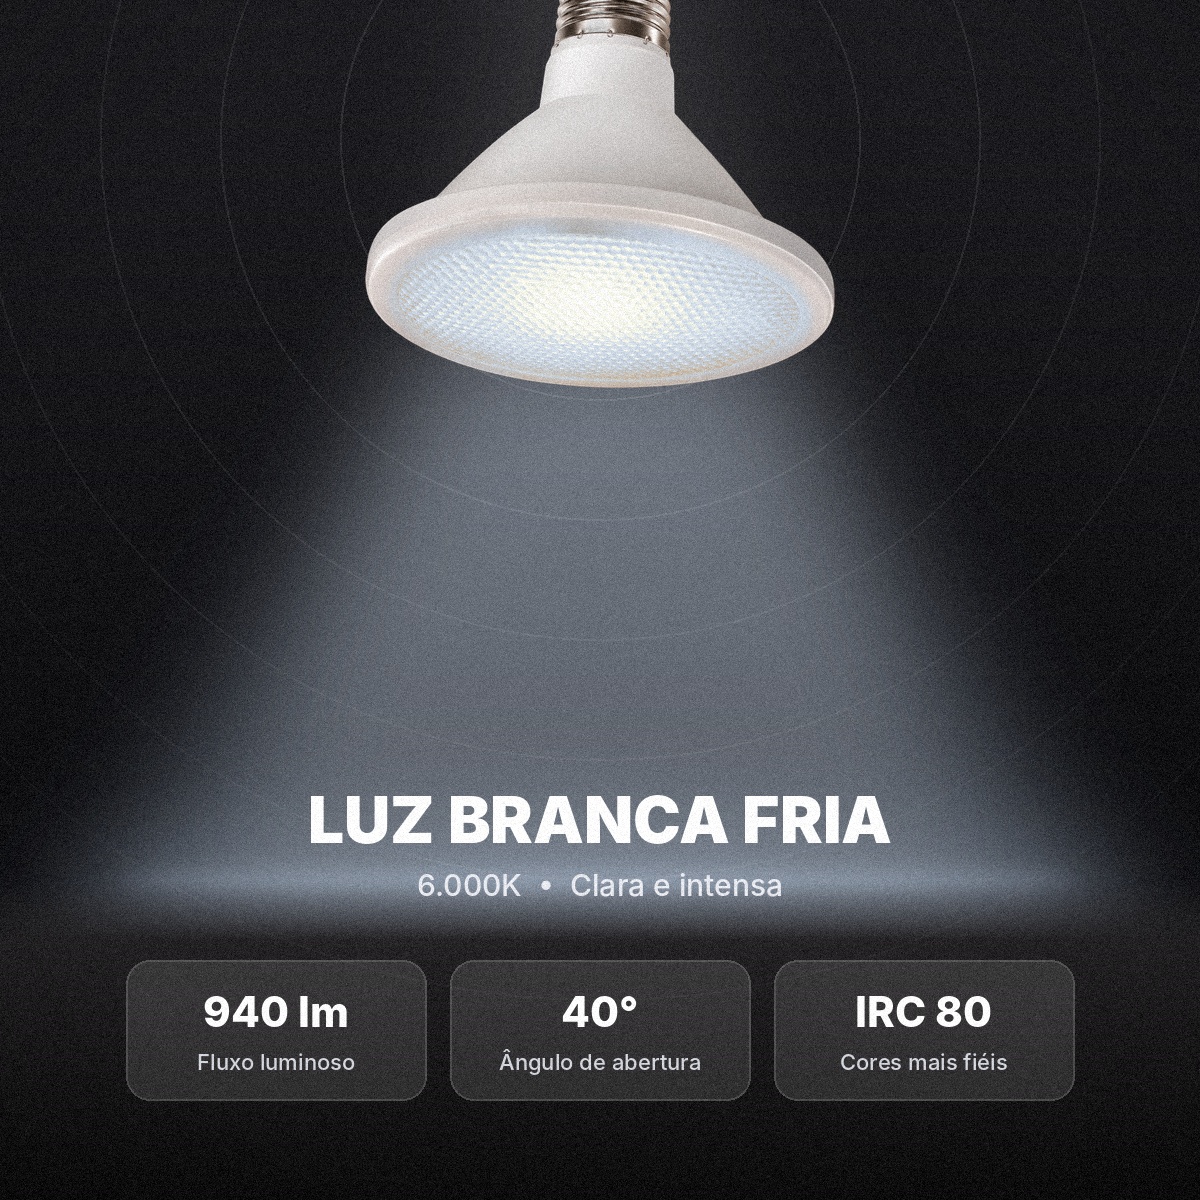 LUZ BRANCA FRIA
6.000K • Clara e intensa
940 lm
Fluxo luminoso
40°
Ângulo de abertura
IRC 80
Cores mais fiéis